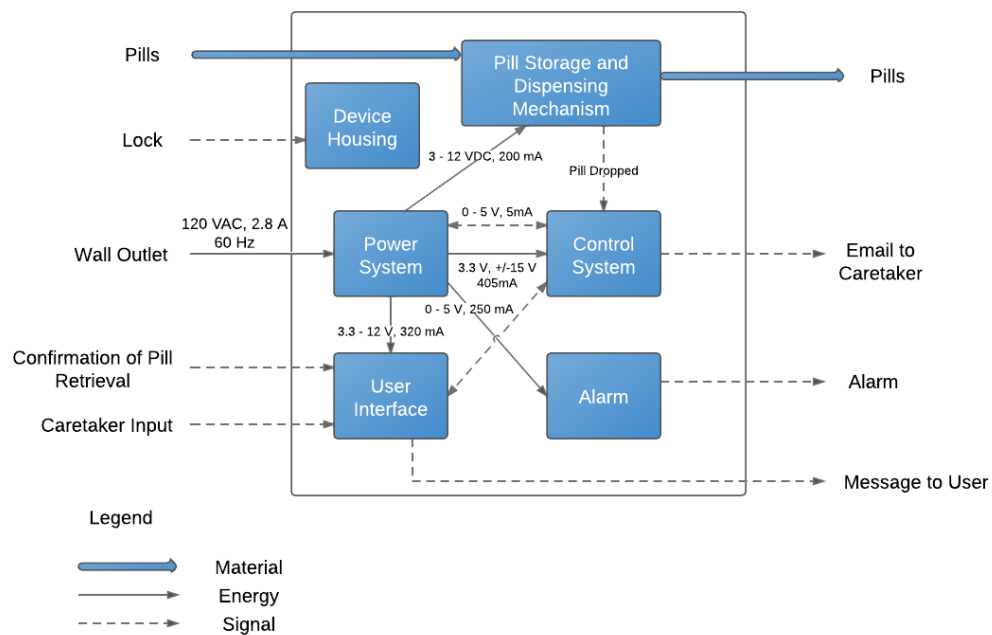 Pills
Pill Storage and
Dispensing
Mechanism
Pills
Device
Housing
Lock
3 - 12 VDC, 200 mA
Pill Dropped
120 VAC, 2.8 A
60 Hz
Wall Outlet
Power
System
0 - 5 V, 5mA
3.3 V, +/-15 V
405mA
Control
System
Email to
Caretaker
0 - 5 V, 250 mA
3.3 - 12 V, 320 mA
Confirmation of Pill
Retrieval
User
Interface
Alarm
Alarm
Caretaker Input
Message to User
Legend
Material
Energy
Signal